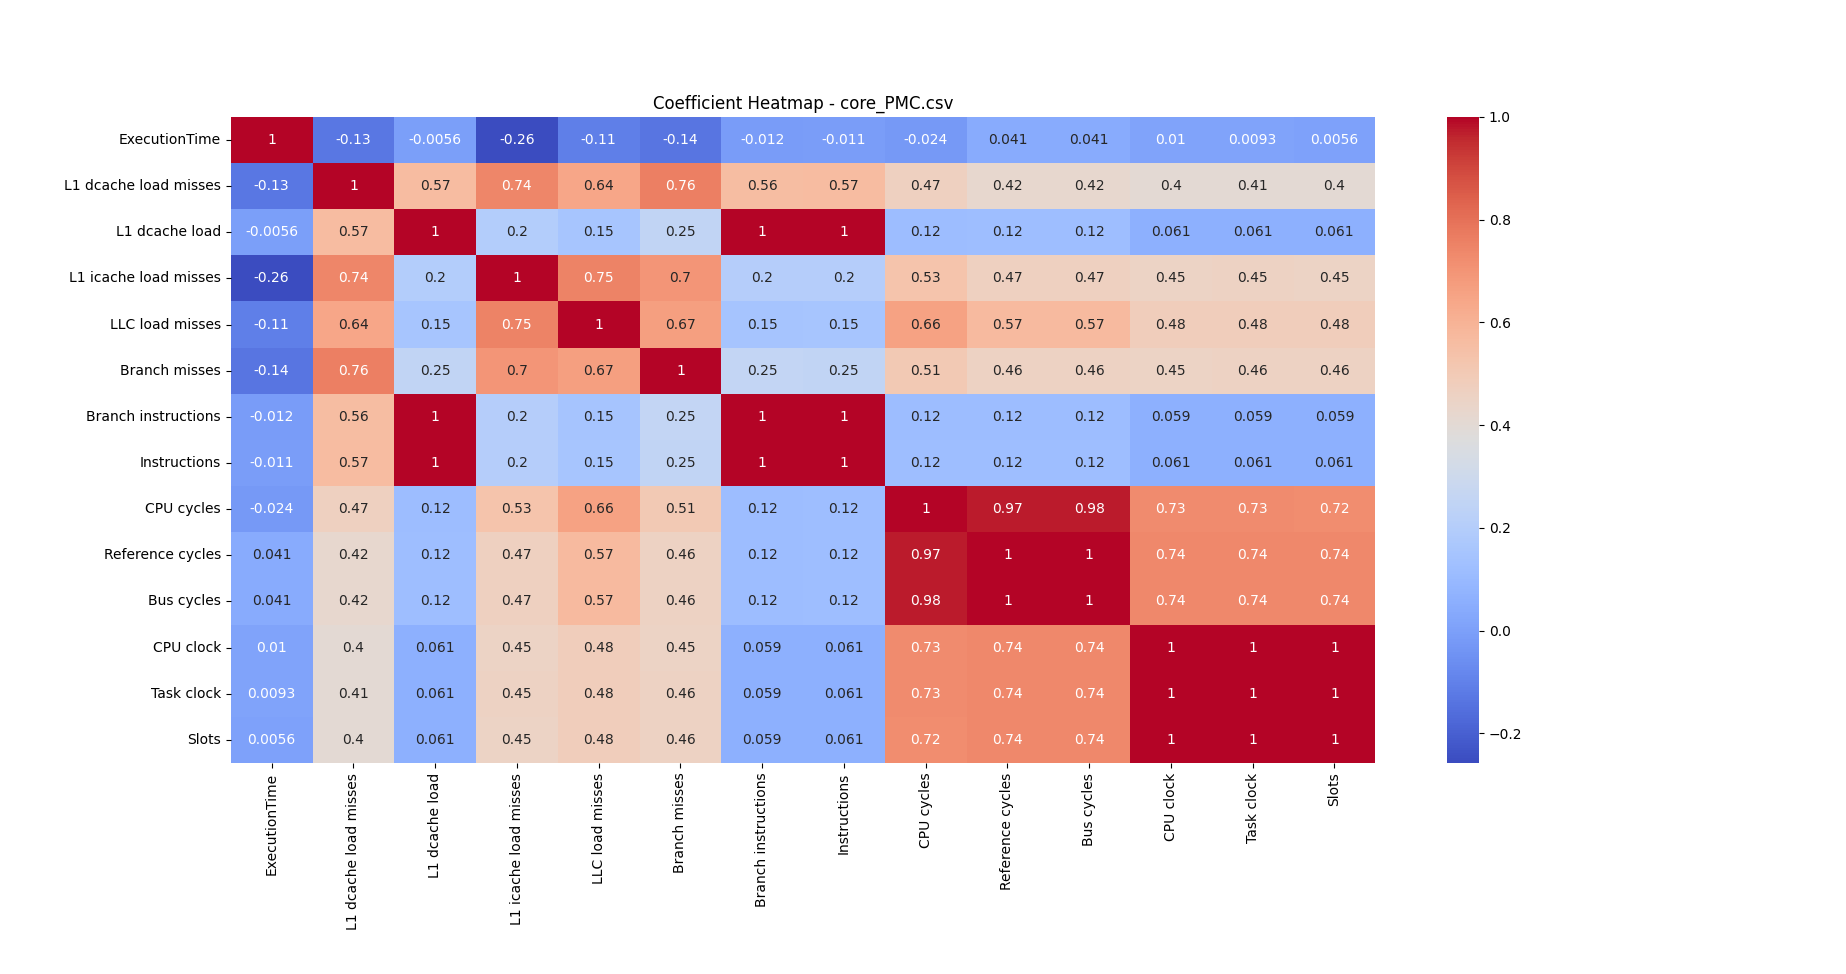 Coefficient Heatmap - core_PMC.csv
ExecutionTime 1 -0.13 -0.0056 -0.26 -0.11 -0.14 -0.012 -0.011 -0.024 0.041 0.041 0.01 0.0093 0.0056
L1 dcache load misses -0.13 1 0.57 0.74 0.64 0.76 0.56 0.57 0.47 0.42 0.42 0.4 0.41 0.4
L1 dcache load -0.0056 0.57 1 0.2 0.15 0.25 1 1 0.12 0.12 0.12 0.061 0.061 0.061
L1 icache load misses -0.26 0.74 0.2 1 0.75 0.7 0.2 0.2 0.53 0.47 0.47 0.45 0.45 0.45
LLC load misses -0.11 0.64 0.15 0.75 1 0.67 0.15 0.15 0.66 0.57 0.57 0.48 0.48 0.48
Branch misses -0.14 0.76 0.25 0.7 0.67 1 0.25 0.25 0.51 0.46 0.46 0.45 0.46 0.46
Branch instructions -0.012 0.56 1 0.2 0.15 0.25 1 1 0.12 0.12 0.12 0.059 0.059 0.059
Instructions -0.011 0.57 1 0.2 0.15 0.25 1 1 0.12 0.12 0.12 0.061 0.061 0.061
CPU cycles -0.024 0.47 0.12 0.53 0.66 0.51 0.12 0.12 1 0.97 0.98 0.73 0.73 0.72
Reference cycles 0.041 0.42 0.12 0.47 0.57 0.46 0.12 0.12 0.97 1 1 0.74 0.74 0.74
Bus cycles 0.041 0.42 0.12 0.47 0.57 0.46 0.12 0.12 0.98 1 1 0.74 0.74 0.74
CPU clock 0.01 0.4 0.061 0.45 0.48 0.45 0.059 0.061 0.73 0.74 0.74 1 1 1
Task clock 0.0093 0.41 0.061 0.45 0.48 0.46 0.059 0.061 0.73 0.74 0.74 1 1 1
Slots 0.0056 0.4 0.061 0.45 0.48 0.46 0.059 0.061 0.72 0.74 0.74 1 1 1
ExecutionTime
L1 dcache load misses
L1 dcache load
L1 icache load misses
LLC load misses
Branch misses
Branch instructions
Instructions
CPU cycles
Reference cycles
Bus cycles
CPU clock
Task clock
Slots
1.0
0.8
0.6
0.4
0.2
0.0
−0.2